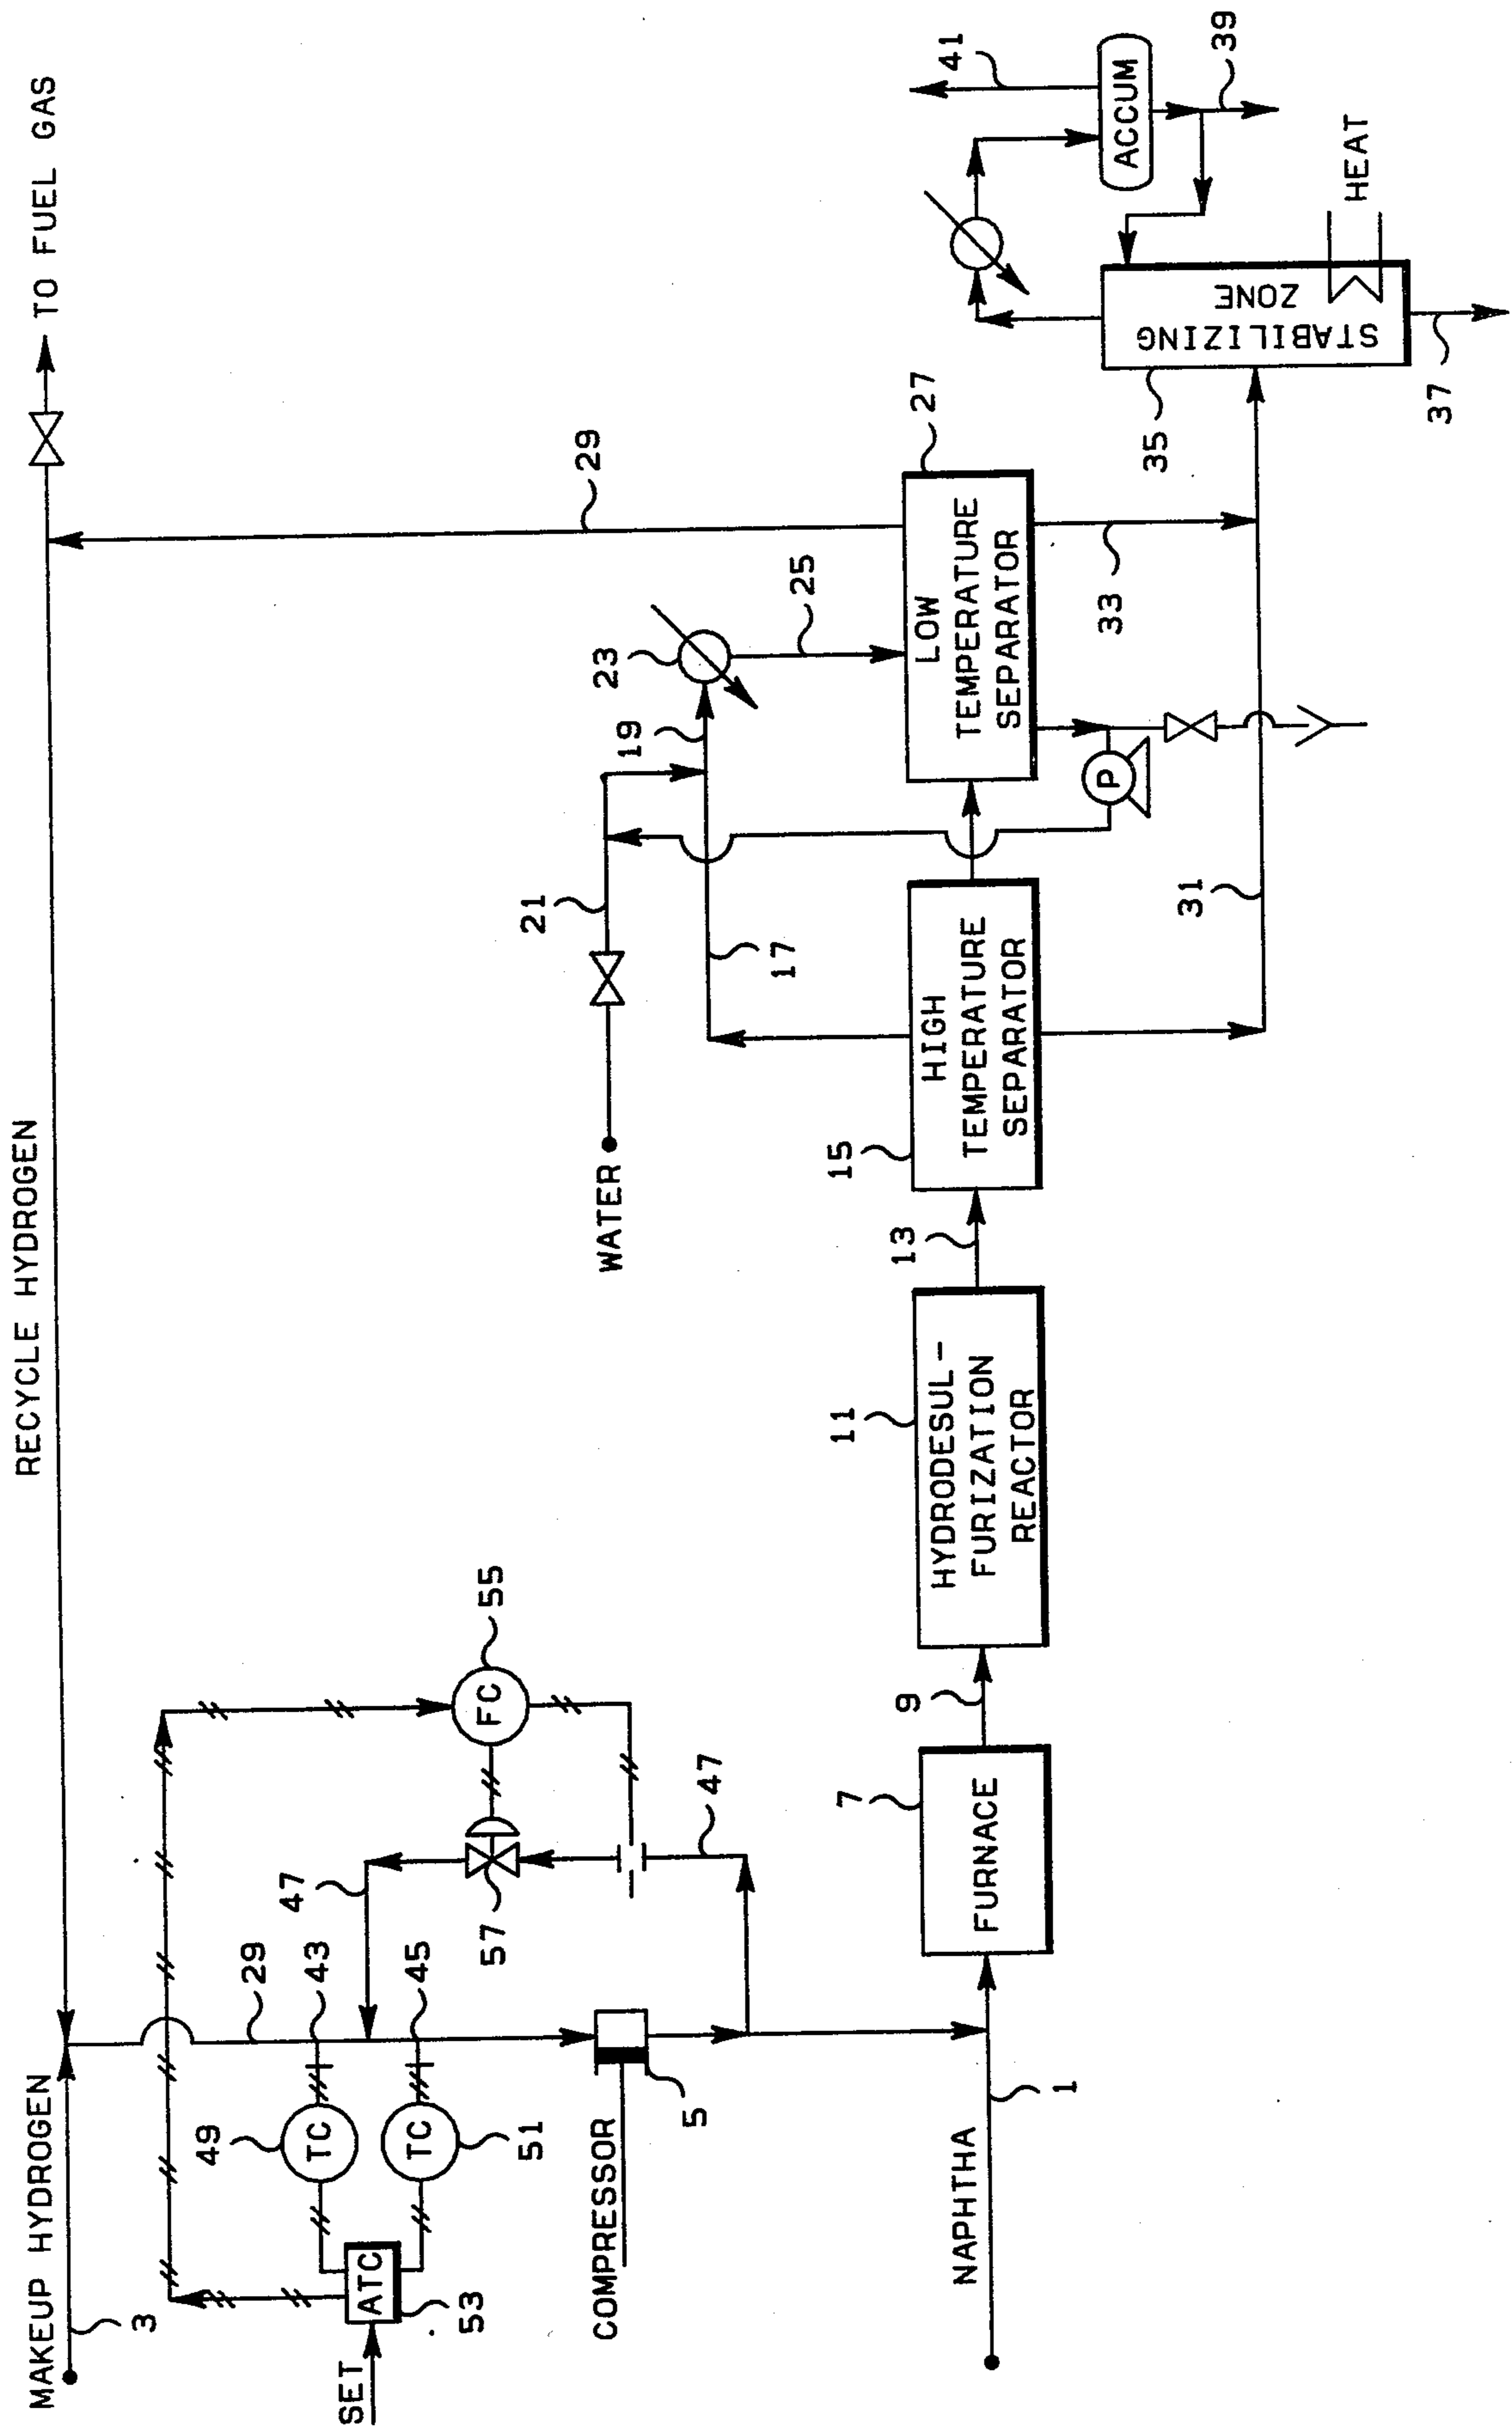 RECYCLE HYDROGEN
TO FUEL GAS
MAKEUP HYDROGEN
3
29
43
47
45
49
TC
51
TC
SET
ATC
53
55
FC
57
47
COMPRESSOR
5
NAPHTHA
1
7
FURNACE
9
11
HYDRODESUL-
FURIZATION
REACTOR
13
15
HIGH
TEMPERATURE
SEPARATOR
WATER
21
17
19
23
25
29
27
LOW
TEMPERATURE
SEPARATOR
P
31
33
35
STABILIZING
ZONE
HEAT
37
41
ACCUM
39